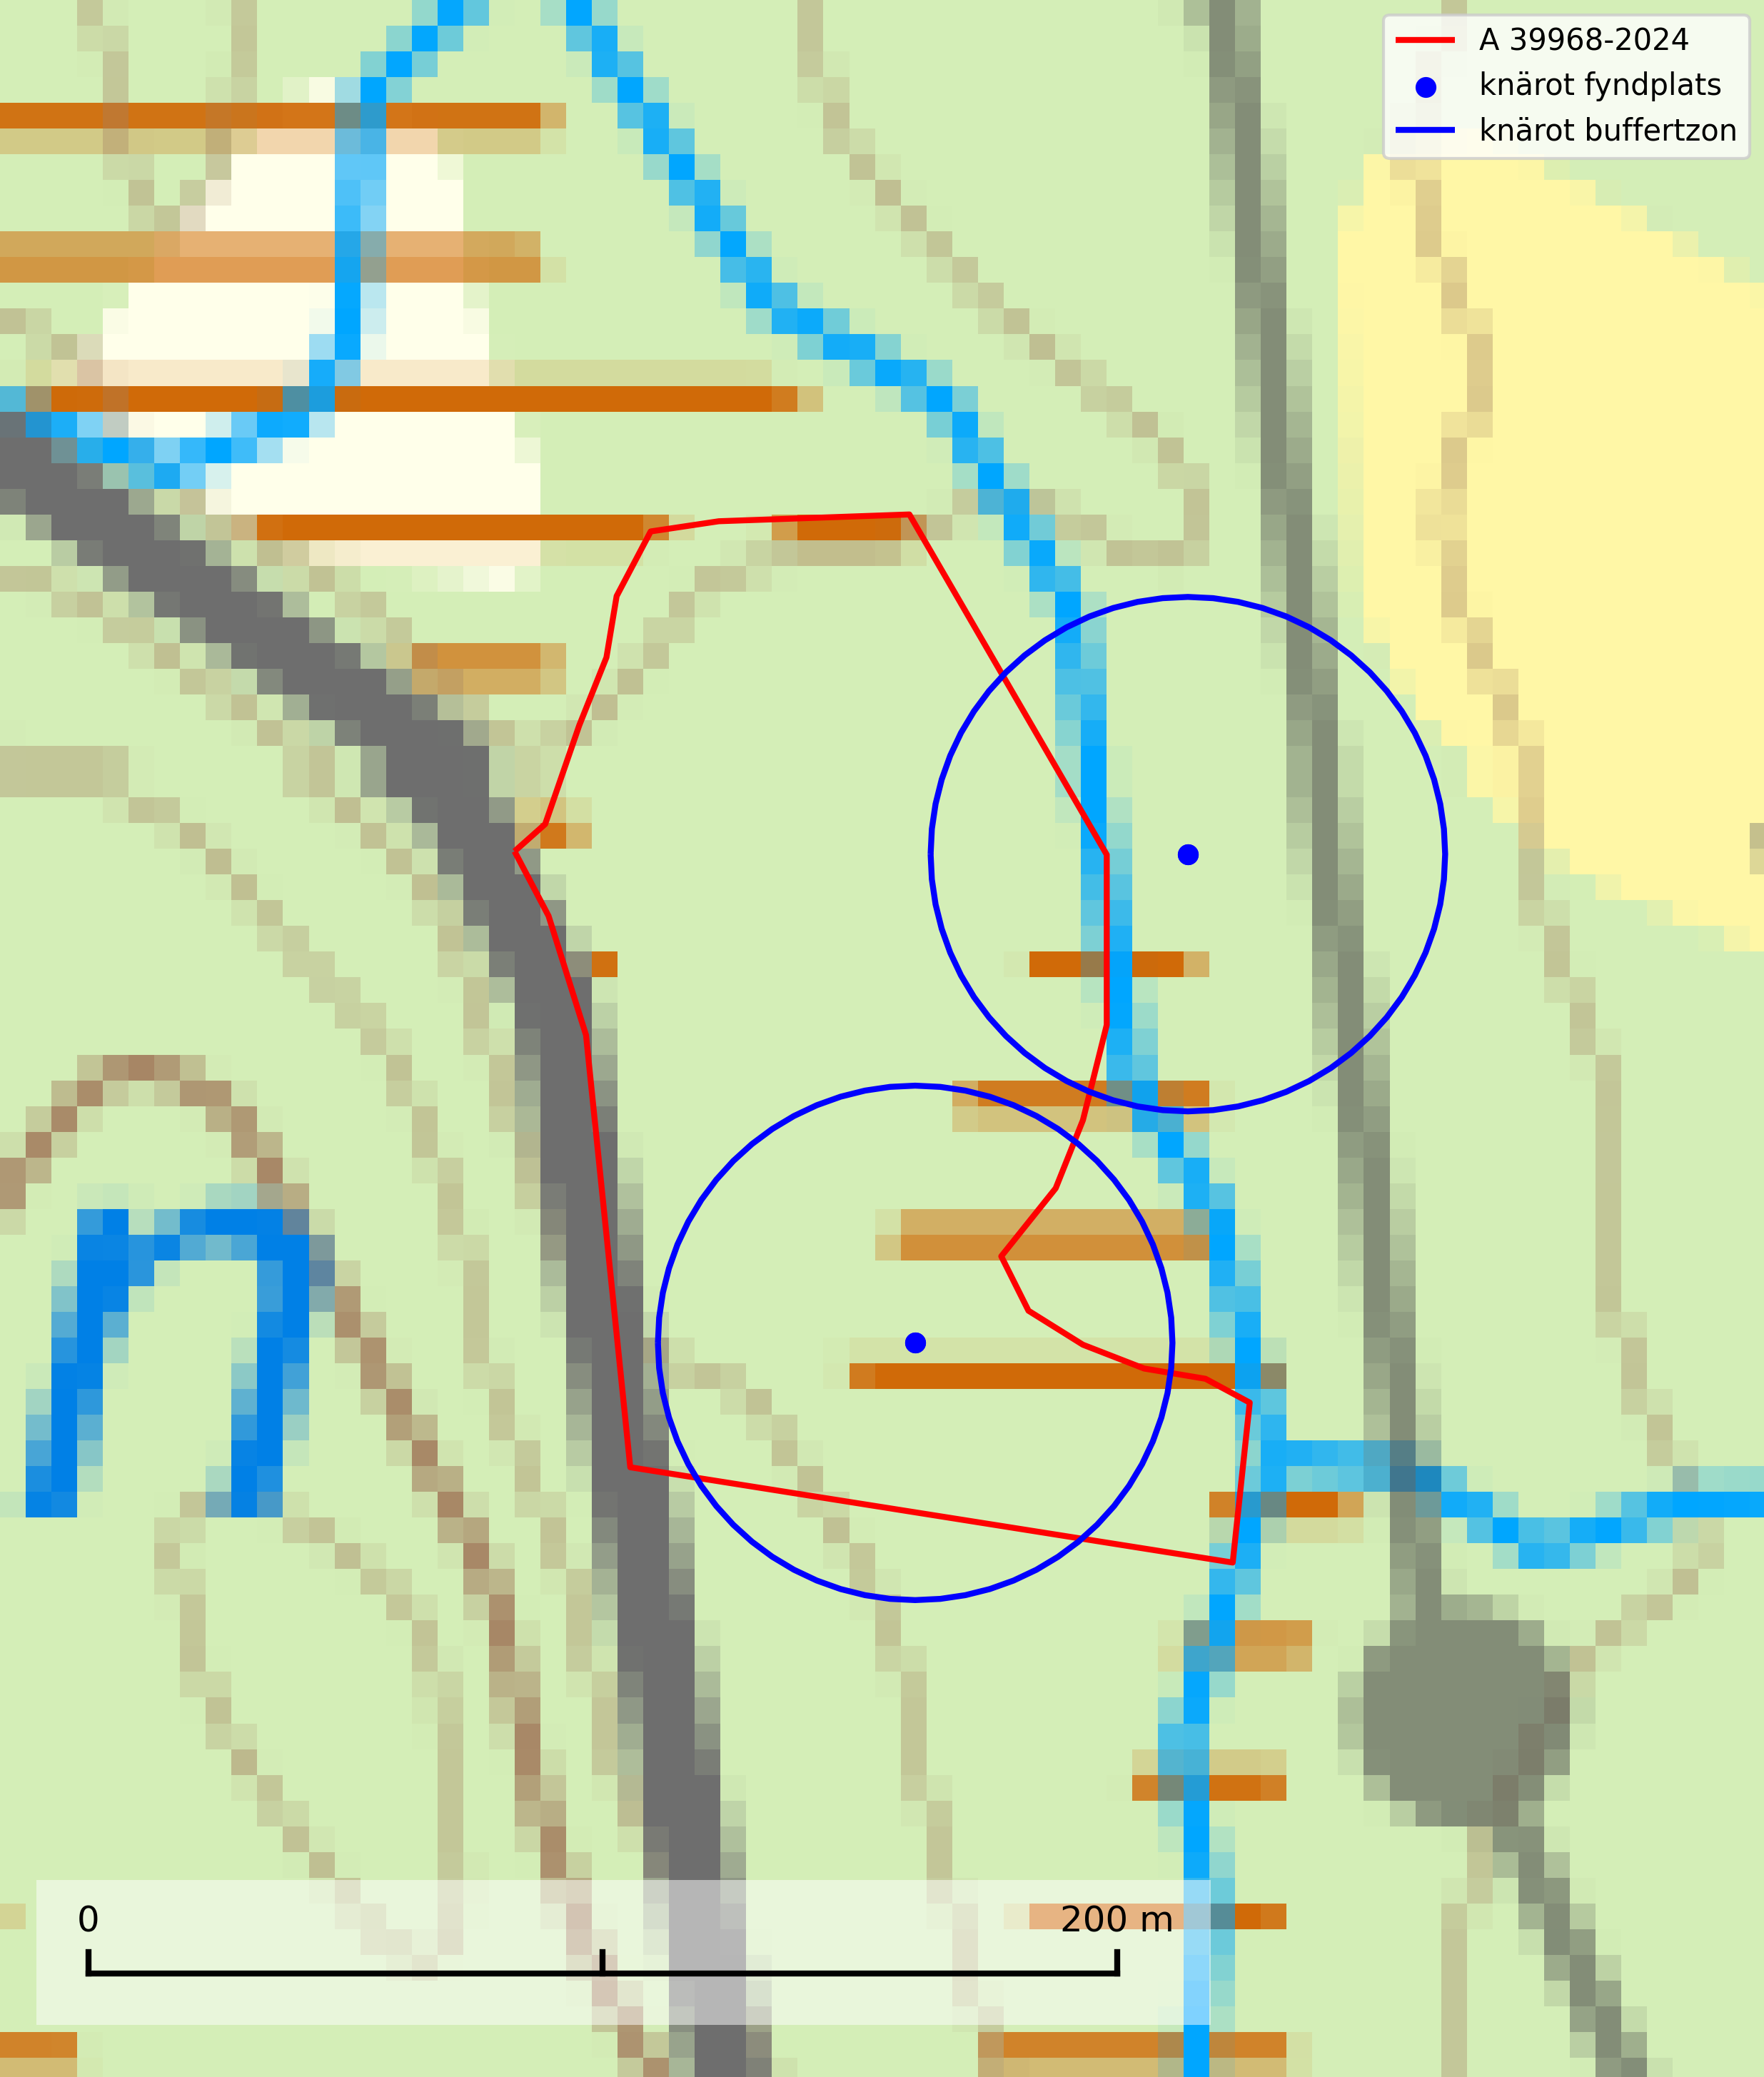 A 39968-2024
knärot fyndplats
knärot buffertzon
0
200 m